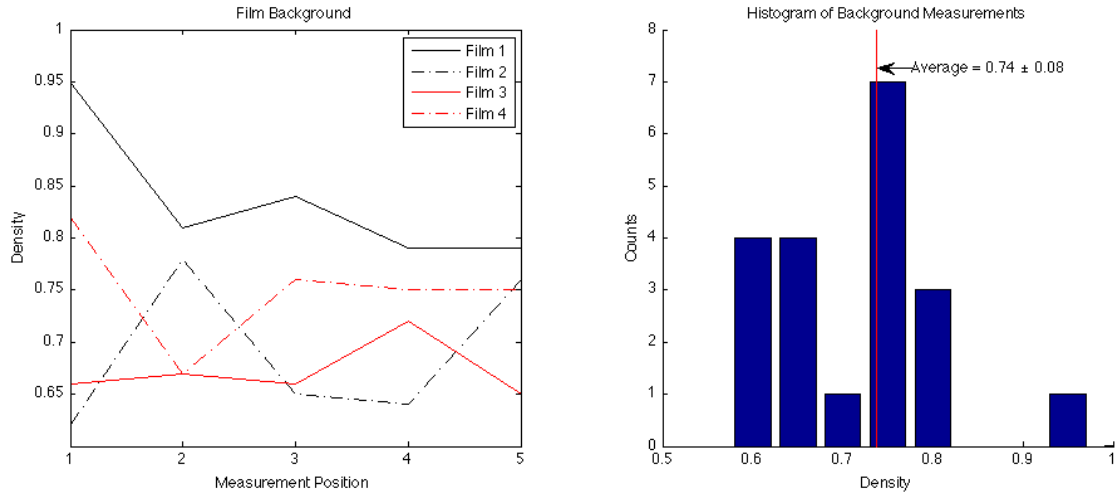 Film Background
1
0.95
0.9
0.85
0.8
0.75
0.7
0.65
Density
1 2 3 4 5
Measurement Position
Film 1
Film 2
Film 3
Film 4
Histogram of Background Measurements
8
7
6
5
4
3
2
1
0
Counts
0.5 0.6 0.7 0.8 0.9 1
Density
Average = 0.74 ± 0.08